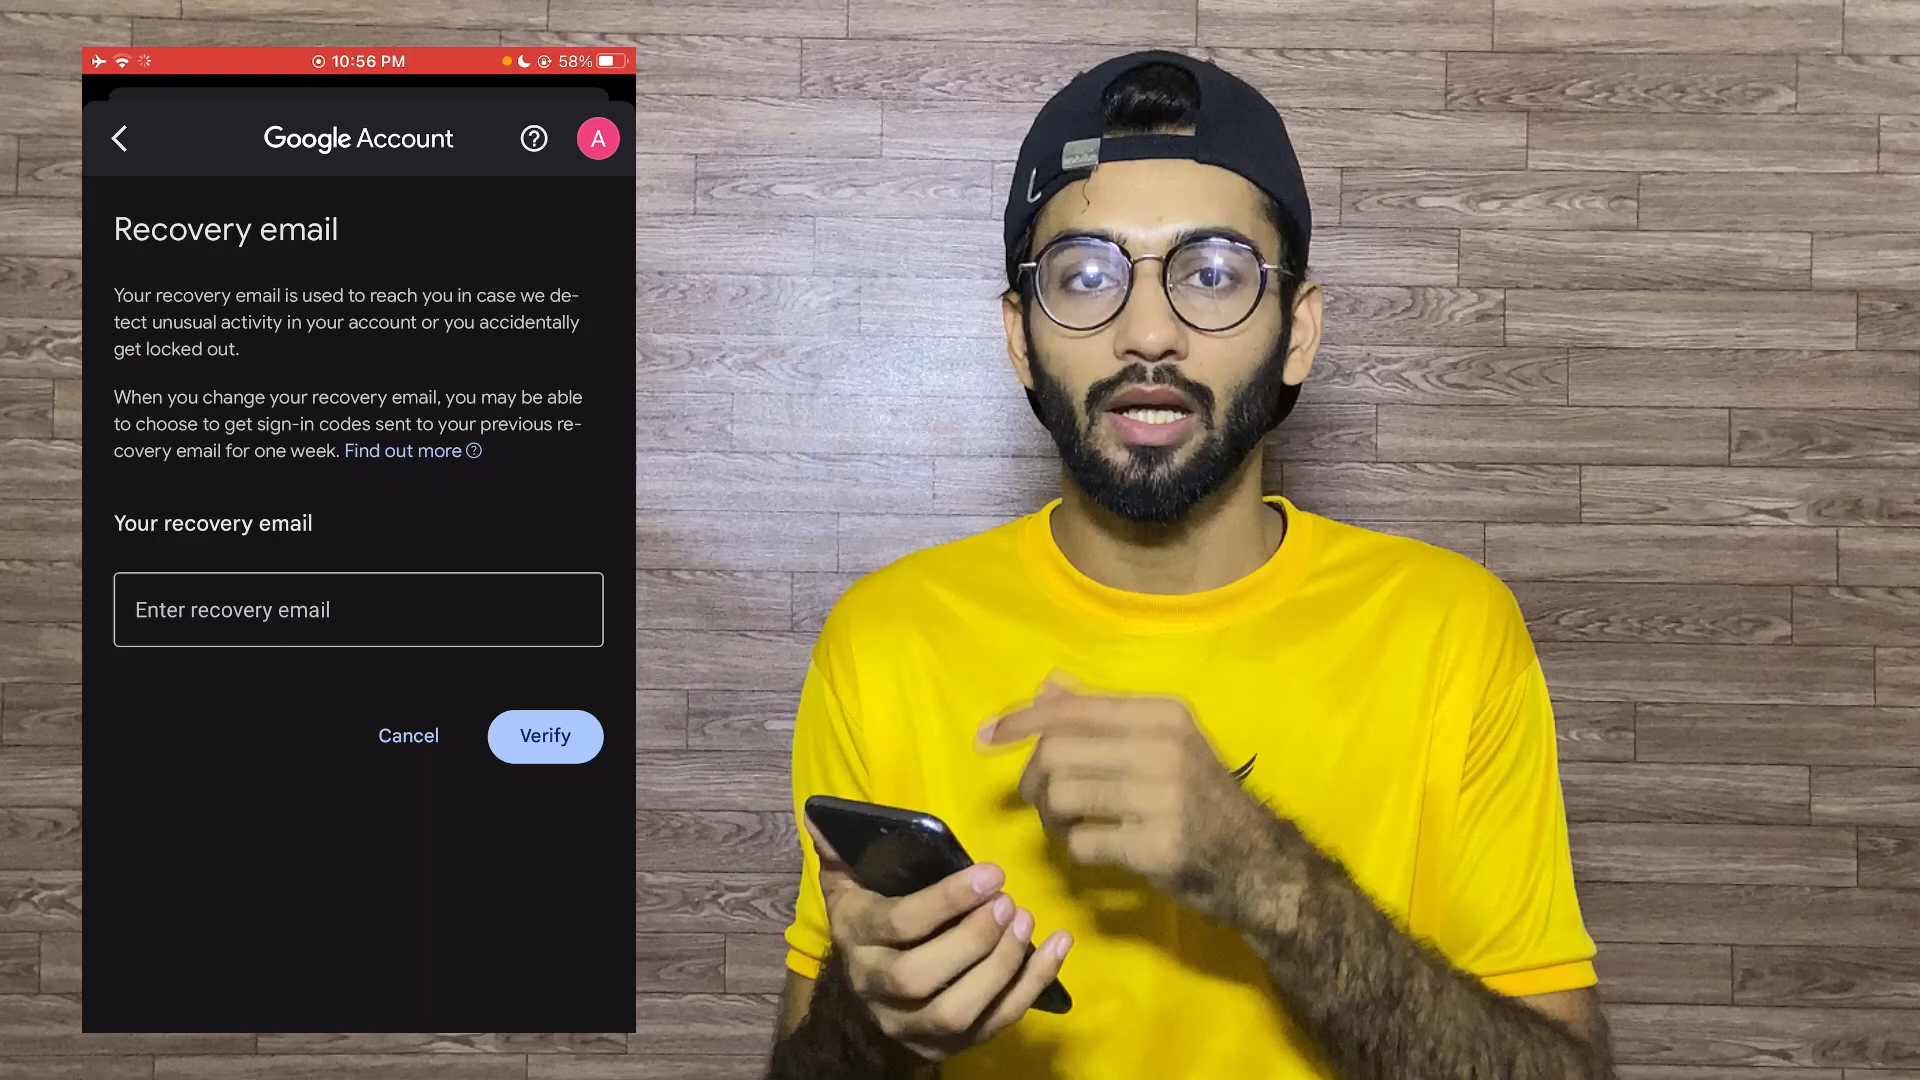 10:56 PM
58%
Google Account
A
Recovery email
Your recovery email is used to reach you in case we de-
tect unusual activity in your account or you accidentally
get locked out.
When you change your recovery email, you may be able
to choose to get sign-in codes sent to your previous re-
covery email for one week. Find out more
Your recovery email
Enter recovery email
Cancel
Verify